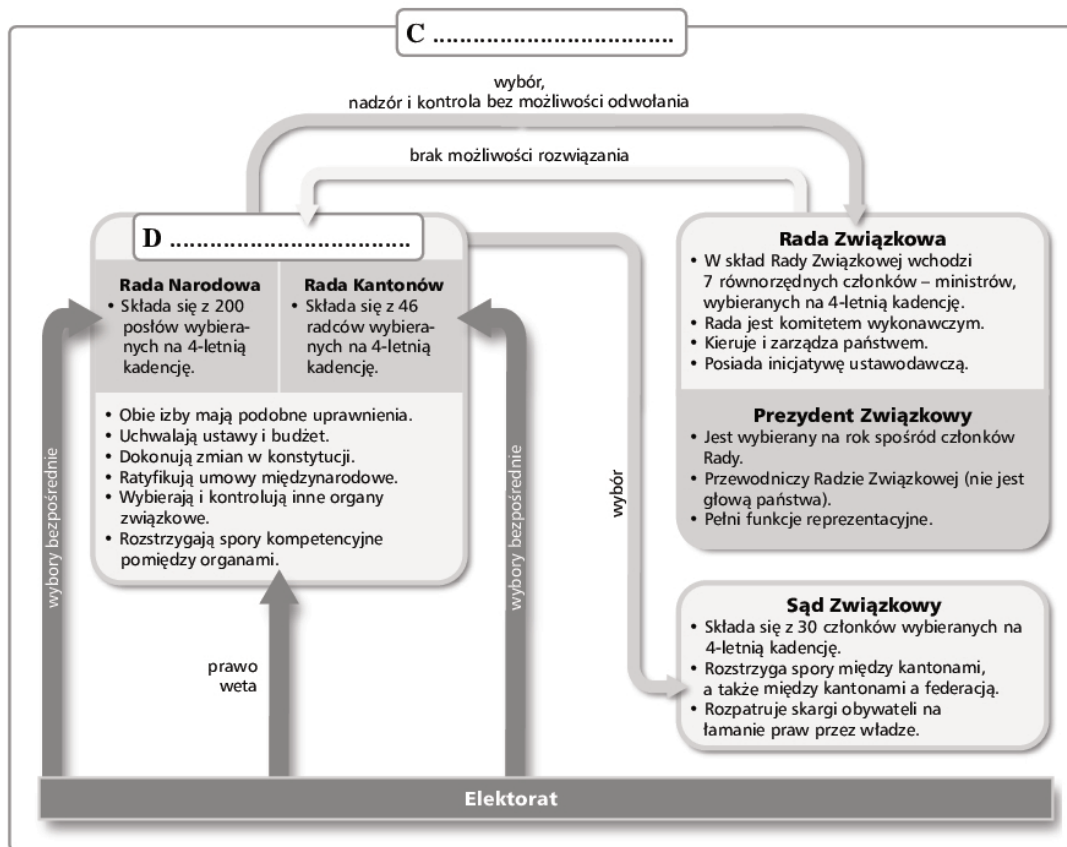 C ....................................
wybór,
nadzór i kontrola bez możliwości odwołania
brak możliwości rozwiązania
D ....................................
Rada Narodowa
• Składa się z 200
posłów wybiera-
nych na 4-letnią
kadencję.
Rada Kantonów
• Składa się z 46
radców wybiera-
nych na 4-letnią
kadencję.
• Obie izby mają podobne uprawnienia.
• Uchwalają ustawy i budżet.
• Dokonują zmian w konstytucji.
• Ratyfikują umowy międzynarodowe.
• Wybierają i kontrolują inne organy
związkowe.
• Rozstrzygają spory kompetencyjne
pomiędzy organami.
Rada Związkowa
• W skład Rady Związkowej wchodzi
7 równorzędnych członków – ministrów,
wybieranych na 4-letnią kadencję.
• Rada jest komitetem wykonawczym.
• Kieruje i zarządza państwem.
• Posiada inicjatywę ustawodawczą.
Prezydent Związkowy
• Jest wybierany na rok spośród członków
Rady.
• Przewodniczy Radzie Związkowej (nie jest
głową państwa).
• Pełni funkcje reprezentacyjne.
wybory bezpośrednie
wybory bezpośrednie
wybór
prawo
weta
Sąd Związkowy
• Składa się z 30 członków wybieranych na
4-letnią kadencję.
• Rozstrzyga spory między kantonami,
a także między kantonami a federacją.
• Rozpatruje skargi obywateli na
łamanie praw przez władze.
Elektorat